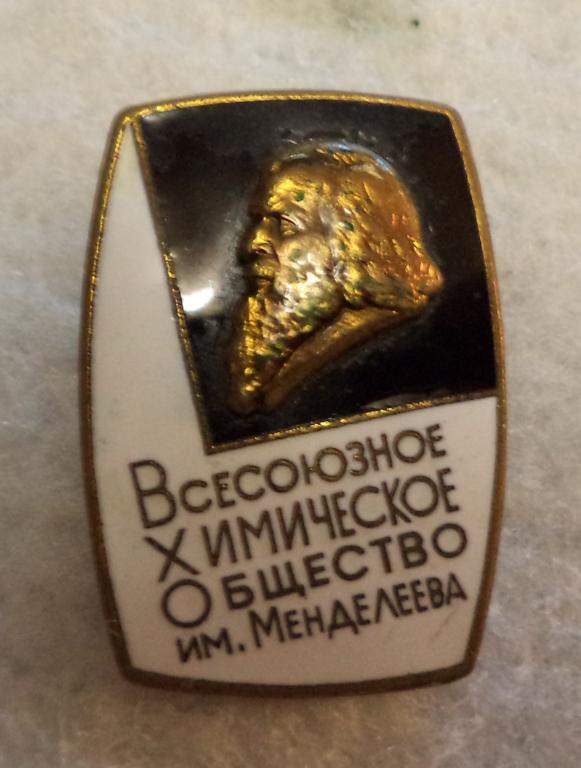 Всесоюзное
Химическое
Общество
им. Менделеева